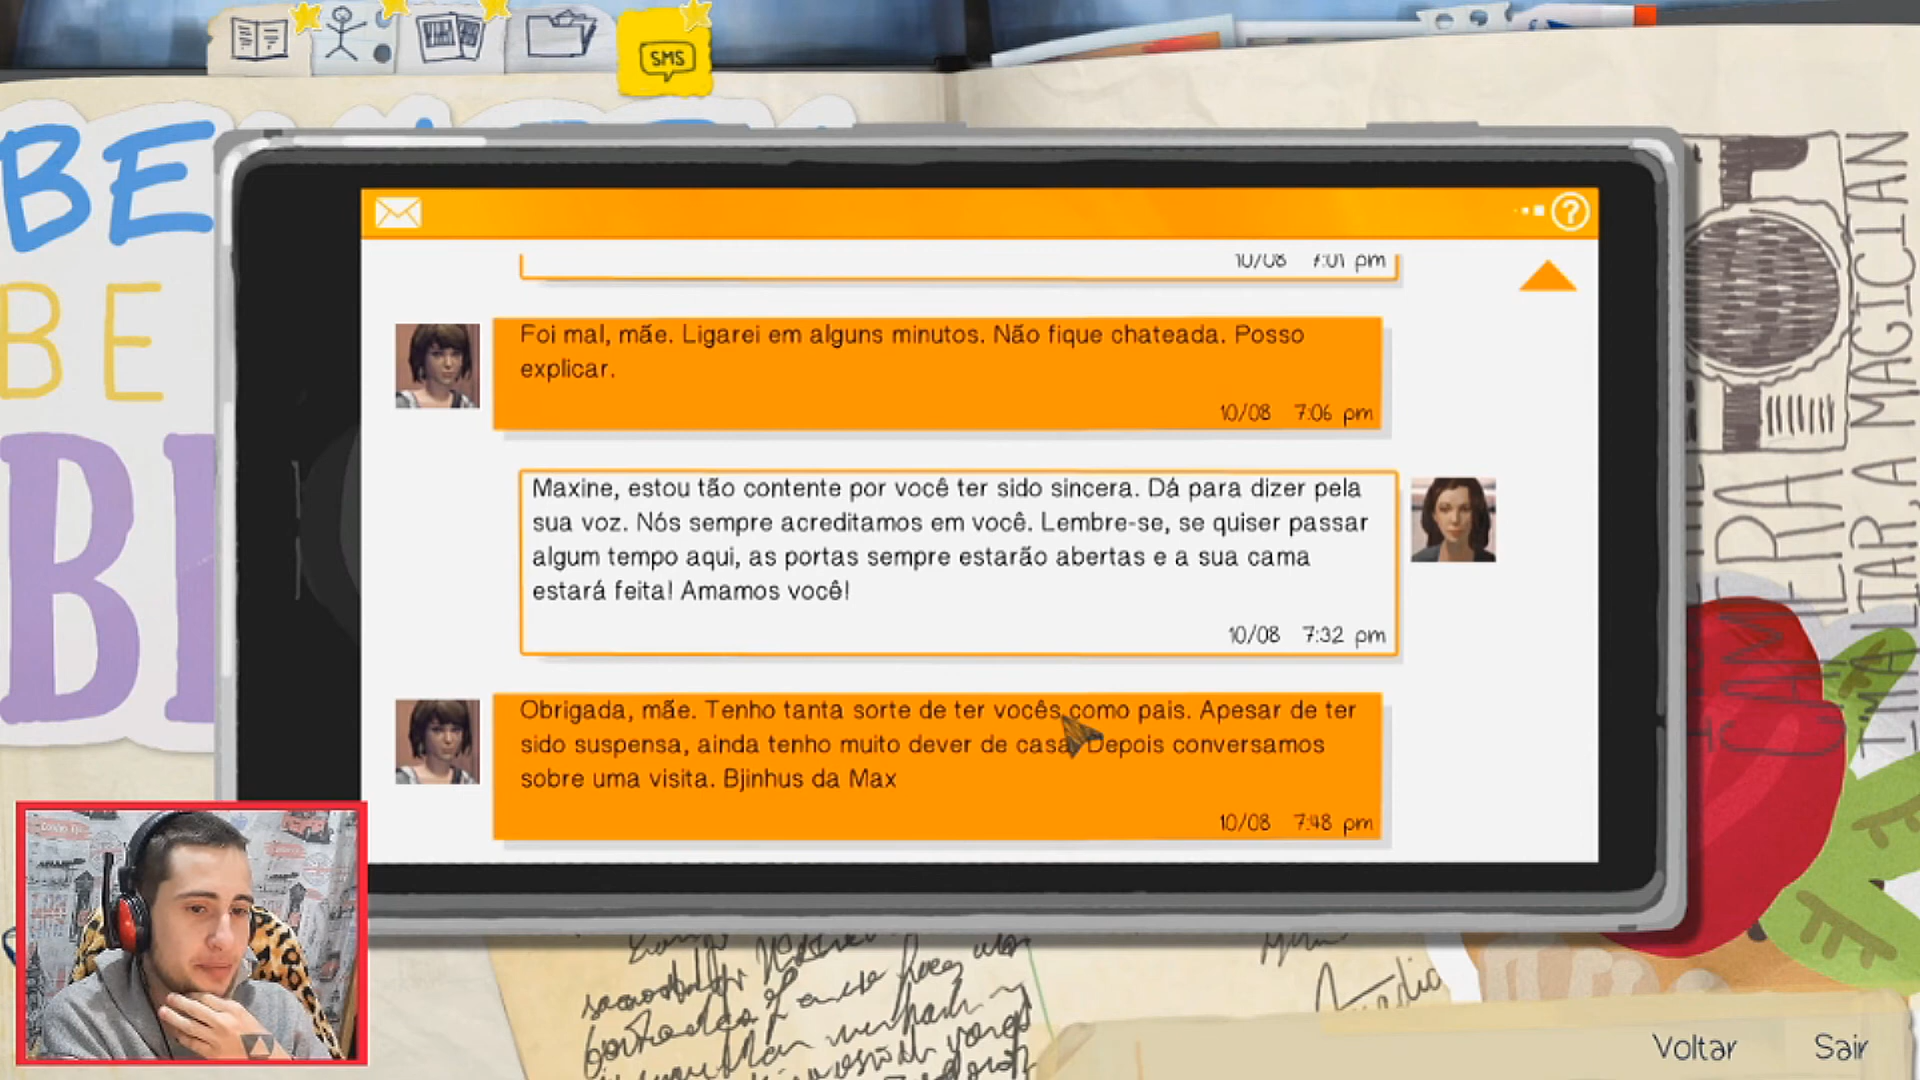 SMS
BE
BE
10/08 7:01 pm
Foi mal, mãe. Ligarei em alguns minutos. Não fique chateada. Posso
explicar.
10/08 7:06 pm
Maxine, estou tão contente por você ter sido sincera. Dá para dizer pela
sua voz. Nós sempre acreditamos em você. Lembre-se, se quiser passar
algum tempo aqui, as portas sempre estarão abertas e a sua cama
estará feita! Amamos você!
10/08 7:32 pm
Obrigada, mãe. Tenho tanta sorte de ter vocês como pais. Apesar de ter
sido suspensa, ainda tenho muito dever de casa. Depois conversamos
sobre uma visita. Bjinhus da Max
10/08 7:48 pm
Voltar Sair